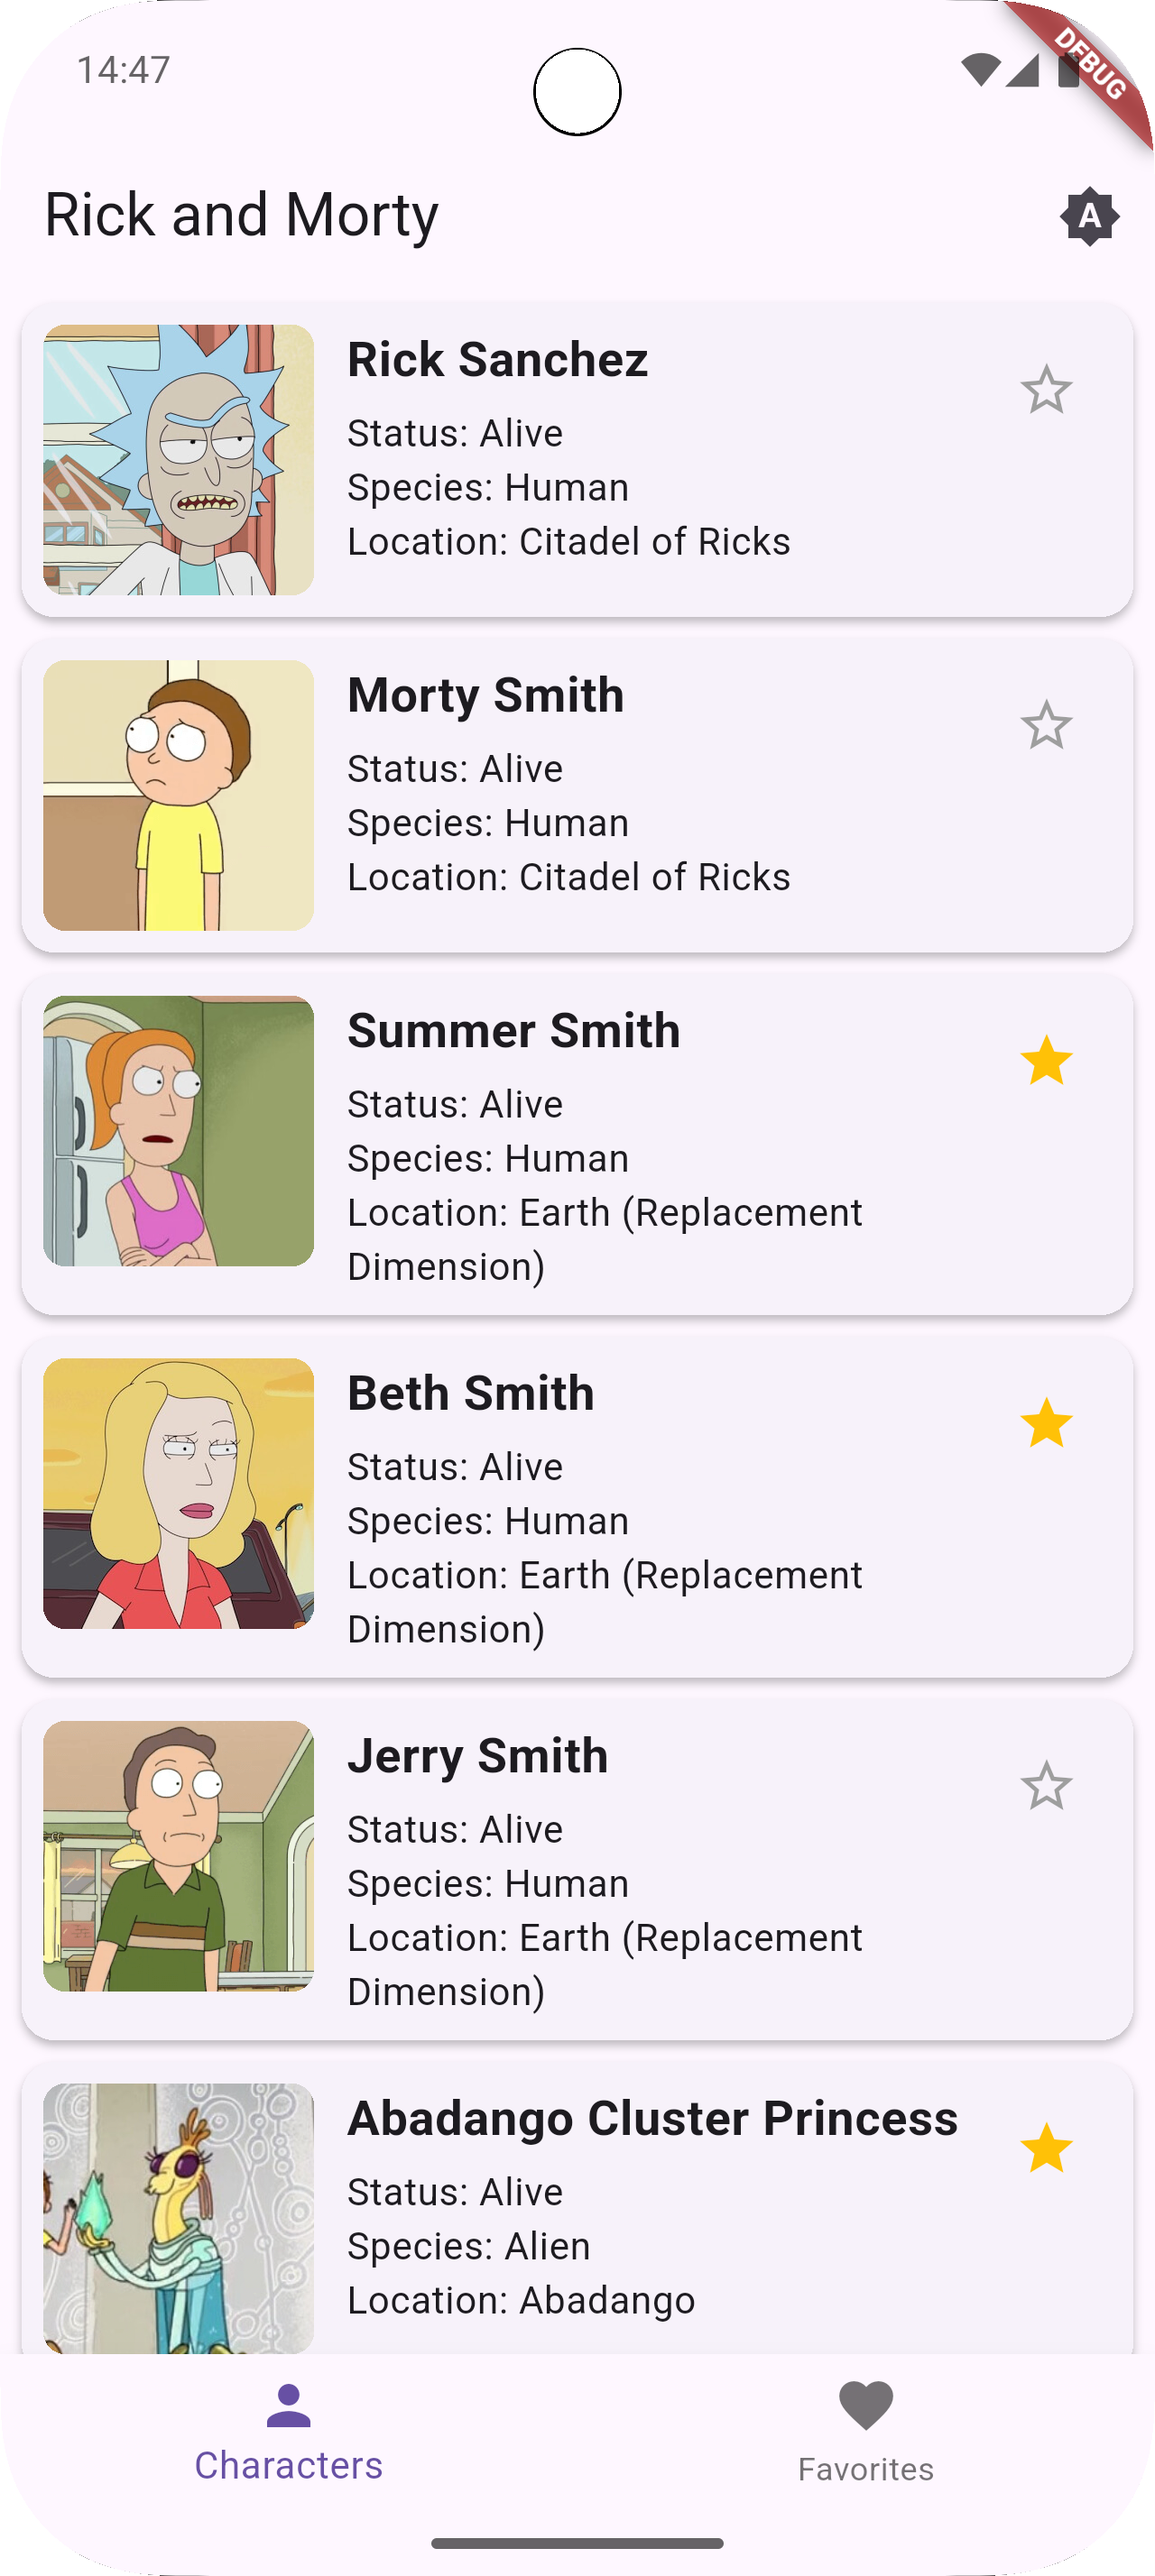 14:47
DEBUG
Rick and Morty
A
Rick Sanchez
Status: Alive
Species: Human
Location: Citadel of Ricks
Morty Smith
Status: Alive
Species: Human
Location: Citadel of Ricks
Summer Smith
Status: Alive
Species: Human
Location: Earth (Replacement
Dimension)
Beth Smith
Status: Alive
Species: Human
Location: Earth (Replacement
Dimension)
Jerry Smith
Status: Alive
Species: Human
Location: Earth (Replacement
Dimension)
Abadango Cluster Princess
Status: Alive
Species: Alien
Location: Abadango
Characters
Favorites